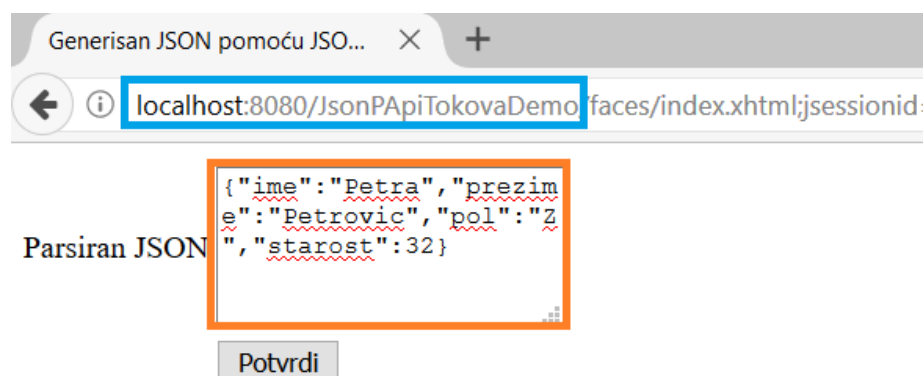 Generisan JSON pomoću JSO...
localhost:8080/JsonPApiTokovaDemo/faces/index.xhtml;jsessionid=
{"ime":"Petra","prezim
e":"Petrovic","pol":"Z
","starost":32}
Parsiran JSON
Potvrdi